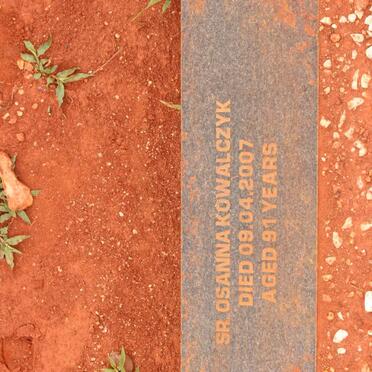 SR. OSANNA KOWALCZYK
DIED 09.04.2007
AGED 91 YEARS